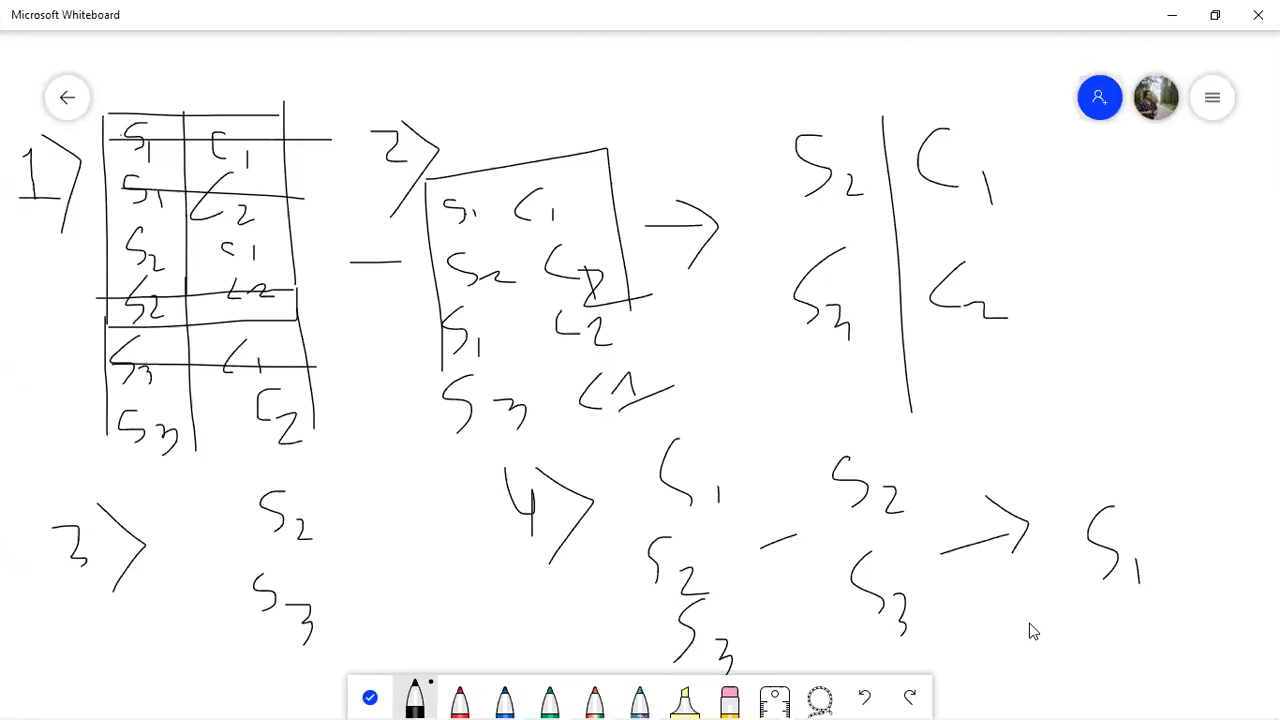 Microsoft Whiteboard
1>
S1 C1
S1 C2
S2 C1
S2 C2
S3 C1
S3 C2
—
2>
S1 C1
S2 C2
S1 C2
S3 C1
→
S2 C1
S3 C2
3>
S2
S3
4>
S1
S2
S3
—
S2
S3
→ S1